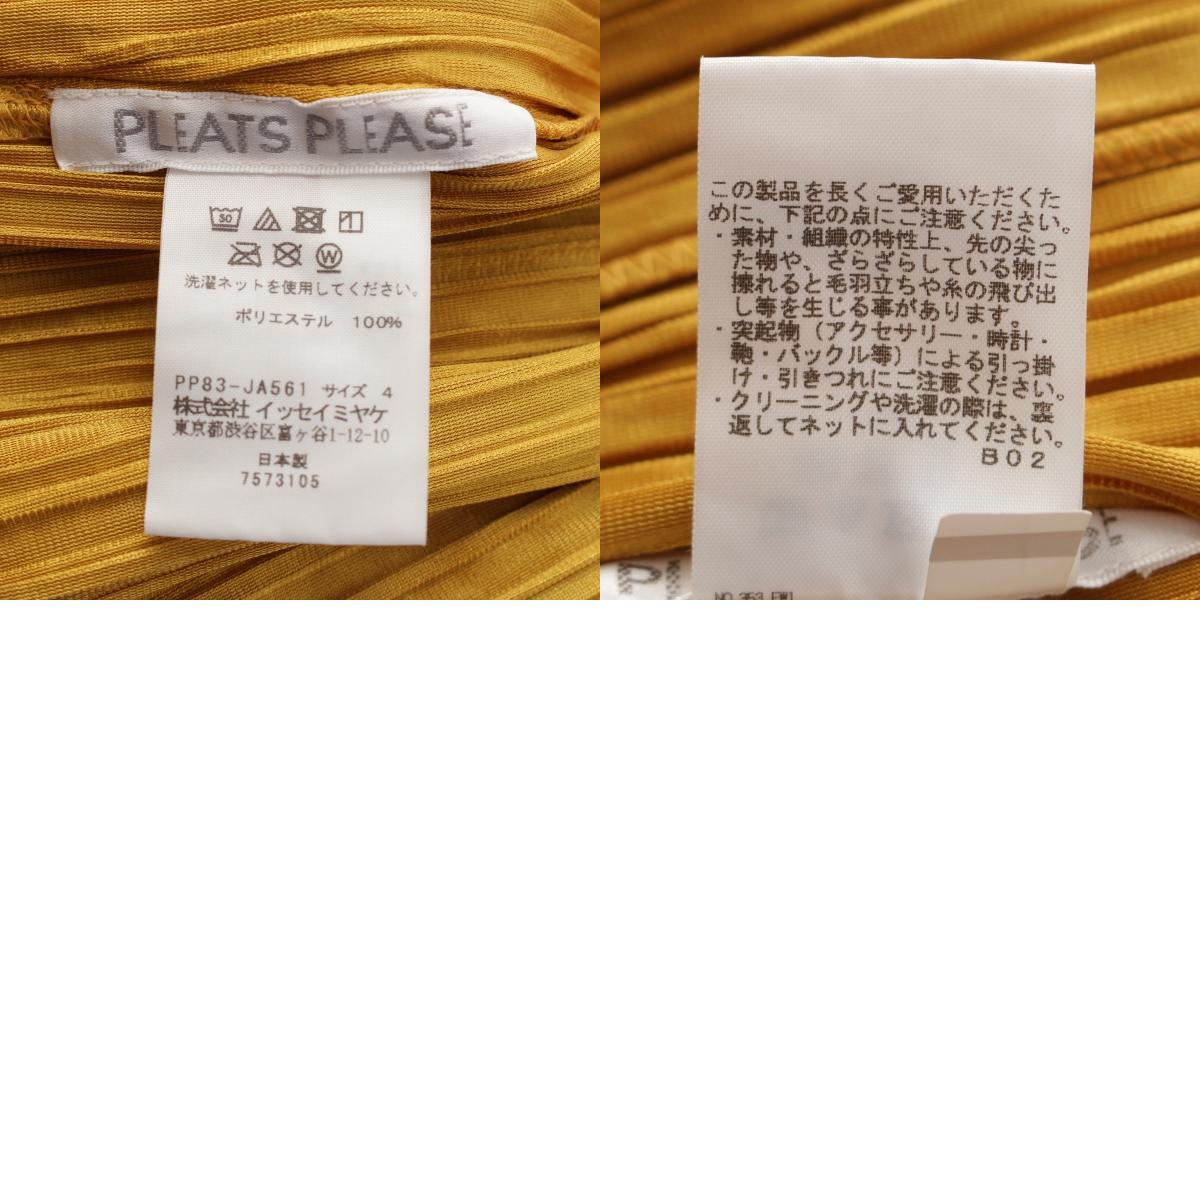 PLEATS PLEASE
30
W
洗濯ネットを使用してください。
ポリエステル 100%
PP83-JA561 サイズ 4
株式会社 イッセイミヤケ
東京都渋谷区富ヶ谷1-12-10
日本製
7573105
この製品を長くご愛用いただくた
めに、下記の点にご注意ください。
・素材・組織の特性上、先の尖っ
た物や、ざらざらしている物に
擦れると毛羽立ちや糸の飛び出
し等を生じる事があります。
・突起物（アクセサリー・時計・
鞄・バックル等）による引っ掛
け・引きつれにご注意ください。
・クリーニングや洗濯の際は、裏
返してネットに入れてください。
B02